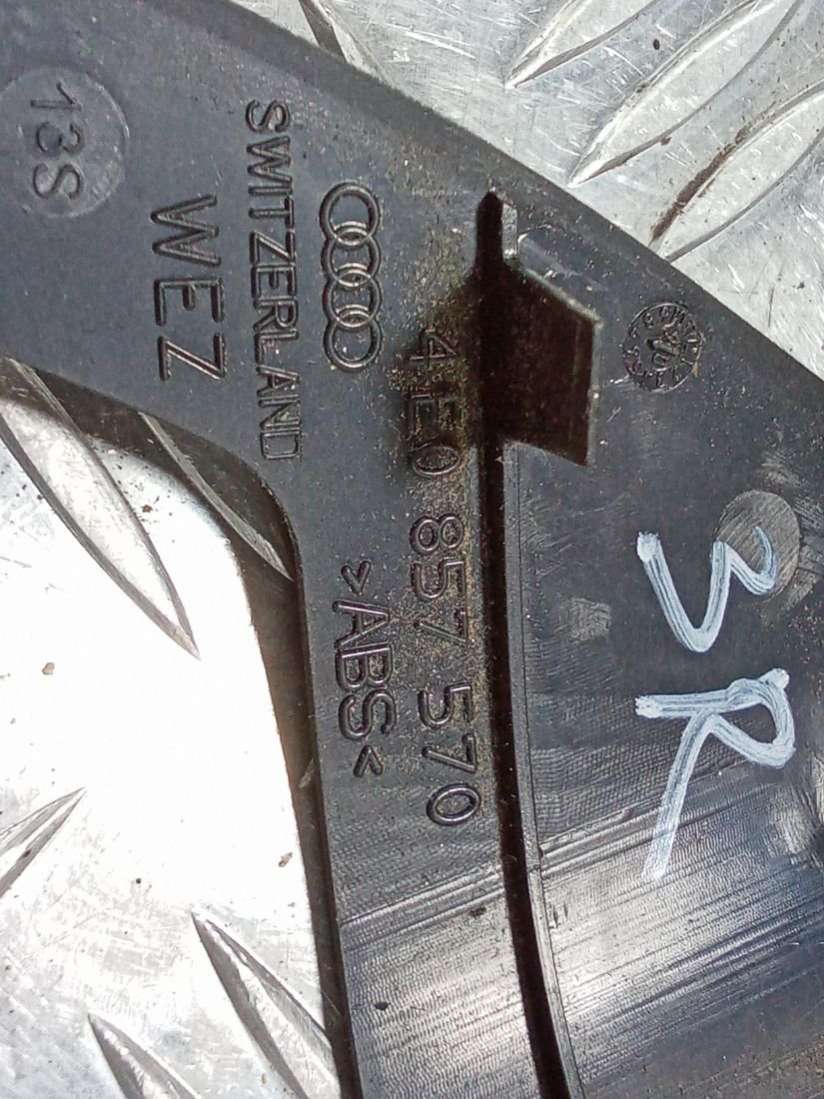 4E0 857 570
>ABS<
SWITZERLAND
WEZ
13S
3R